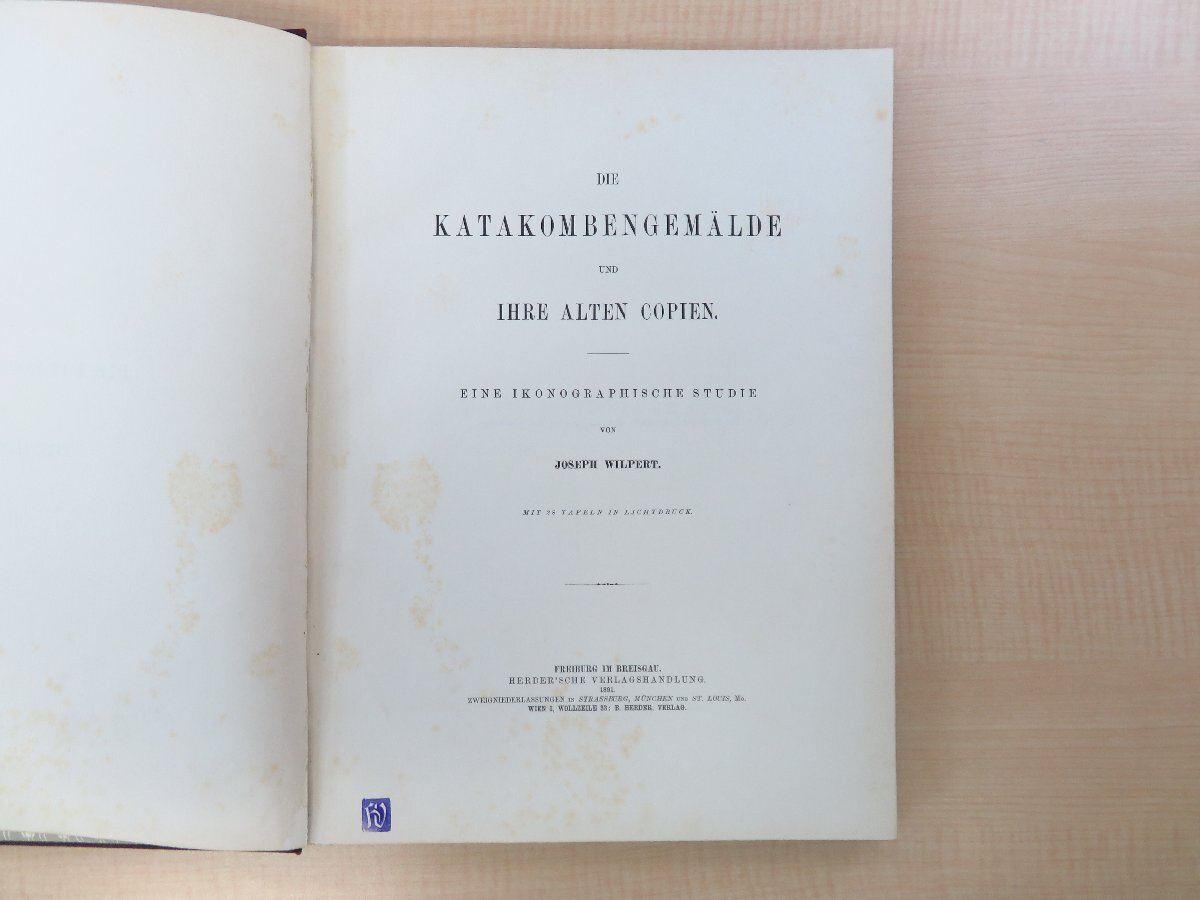 DIE
KATAKOMBENGEMÄLDE
UND
IHRE ALTEN COPIEN.
EINE IKONOGRAPHISCHE STUDIE
VON
JOSEPH WILPERT.
MIT 28 TAFELN IN LICHTDRUCK.
FREIBURG IM BREISGAU.
HERDER'SCHE VERLAGSHANDLUNG.
1891.
ZWEIGNIEDERLASSUNGEN IN STRASSBURG, MÜNCHEN UND ST. LOUIS, Mo.
WIEN I, WOLLZEILE 33: B. HERDER, VERLAG.